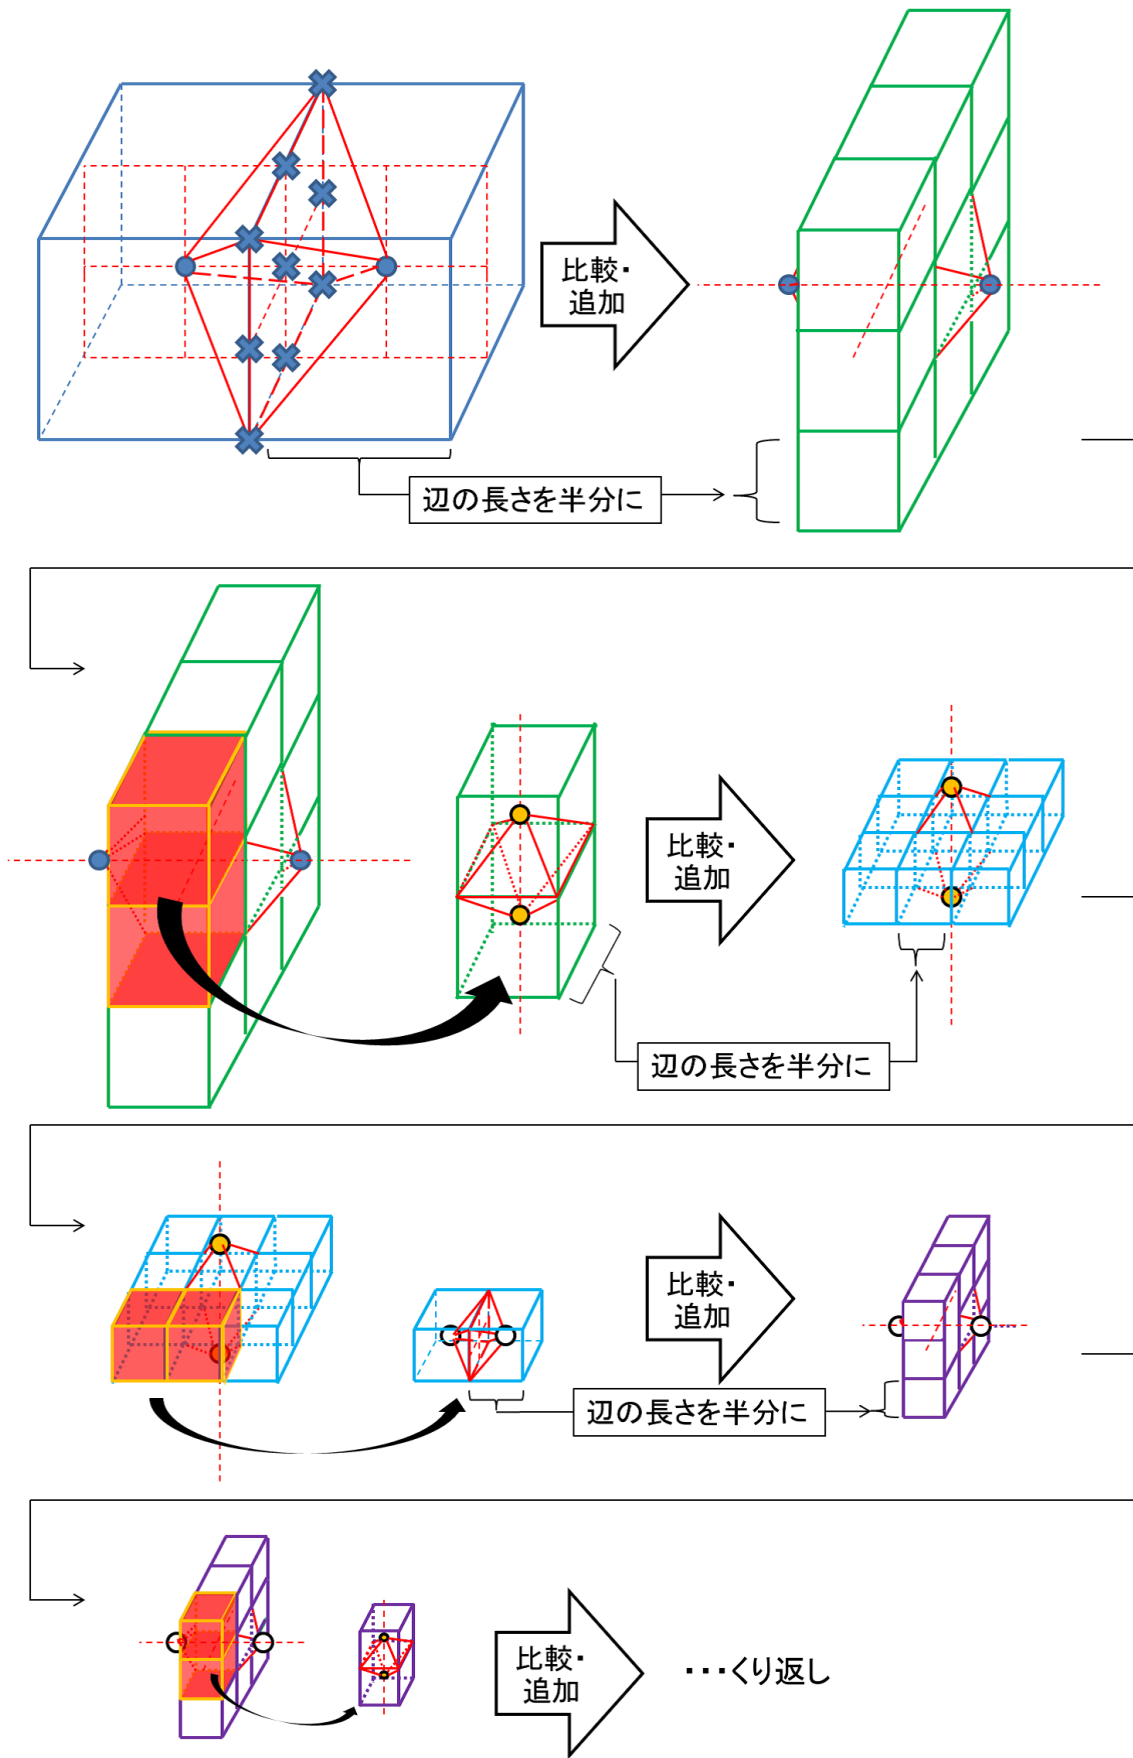 比較・
追加
辺の長さを半分に
比較・
追加
辺の長さを半分に
比較・
追加
辺の長さを半分に
比較・
追加
・・・くり返し